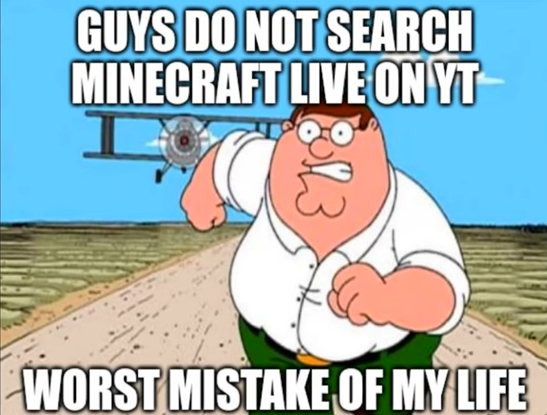 GUYS DO NOT SEARCH
MINECRAFT LIVE ON YT
WORST MISTAKE OF MY LIFE